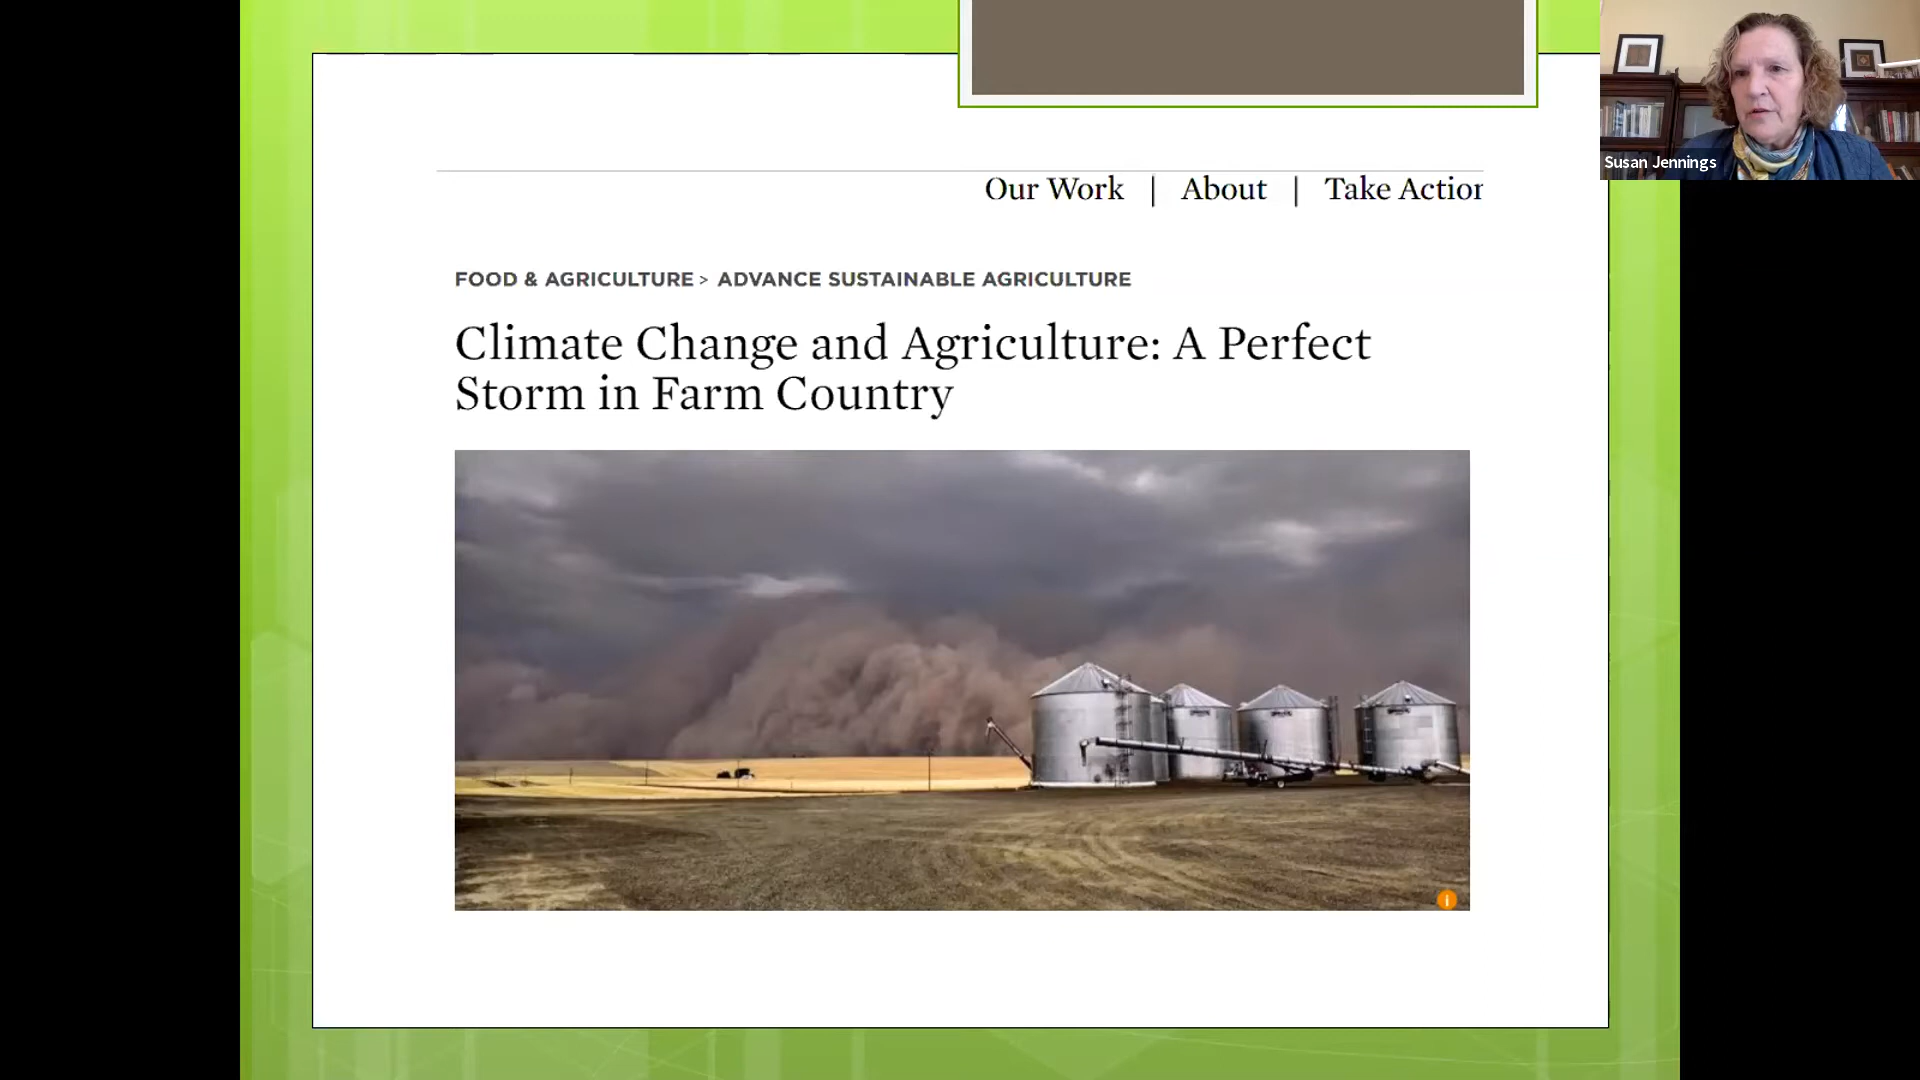 Susan Jennings
Our Work | About | Take Action
FOOD & AGRICULTURE > ADVANCE SUSTAINABLE AGRICULTURE
Climate Change and Agriculture: A Perfect
Storm in Farm Country
i